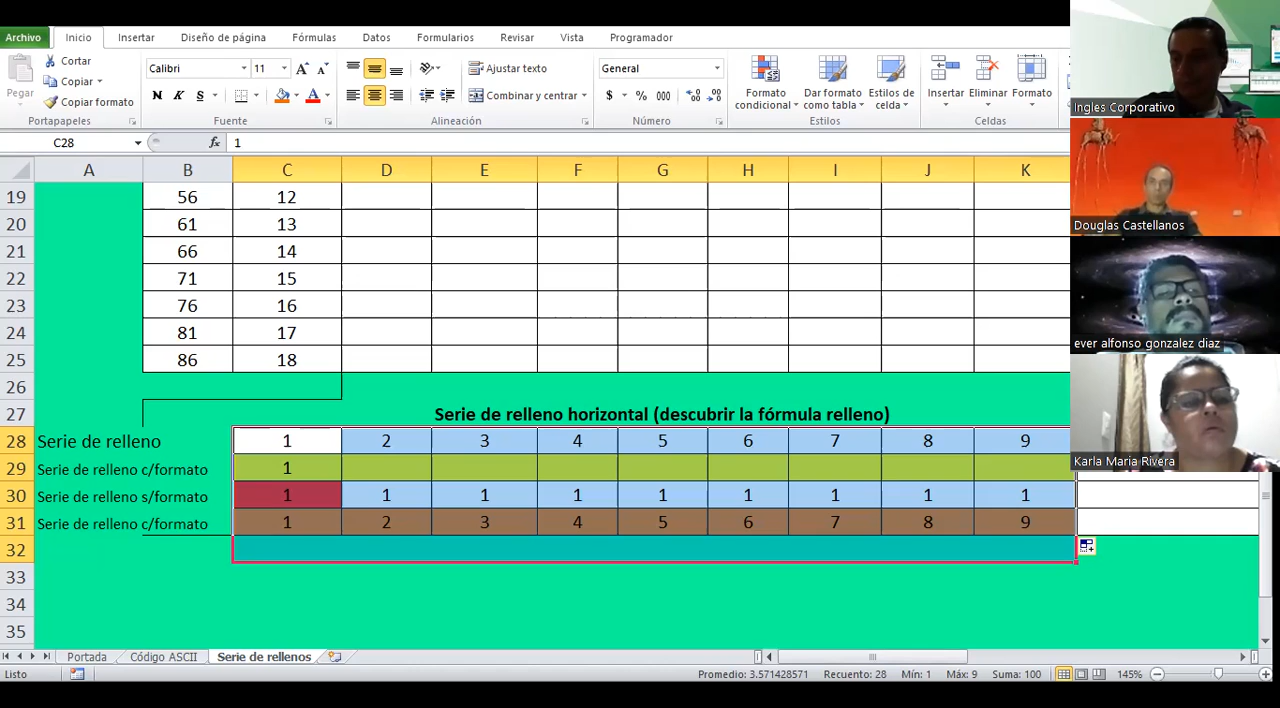 Archivo Inicio Insertar Diseño de página Fórmulas Datos Formularios Revisar Vista Programador
Pegar
Cortar
Copiar
Copiar formato
Portapapeles
Calibri 11
N K S
Fuente
Ajustar texto
Combinar y centrar
Alineación
General
$ % 000
Número
Formato condicional
Dar formato como tabla
Estilos de celda
Estilos
Insertar Eliminar Formato
Celdas
C28 fx 1
A B C D E F G H I J K
19 56 12
20 61 13
21 66 14
22 71 15
23 76 16
24 81 17
25 86 18
26
27 Serie de relleno horizontal (descubrir la fórmula relleno)
28 Serie de relleno 1 2 3 4 5 6 7 8 9
29 Serie de relleno c/formato 1
30 Serie de relleno s/formato 1 1 1 1 1 1 1 1 1
31 Serie de relleno c/formato 1 2 3 4 5 6 7 8 9
32
33
34
35
Portada Código ASCII Serie de rellenos
Listo Promedio: 3.571428571 Recuento: 28 Mín: 1 Máx: 9 Suma: 100 145%
Ingles Corporativo
Douglas Castellanos
ever alfonso gonzalez diaz
Karla Maria Rivera